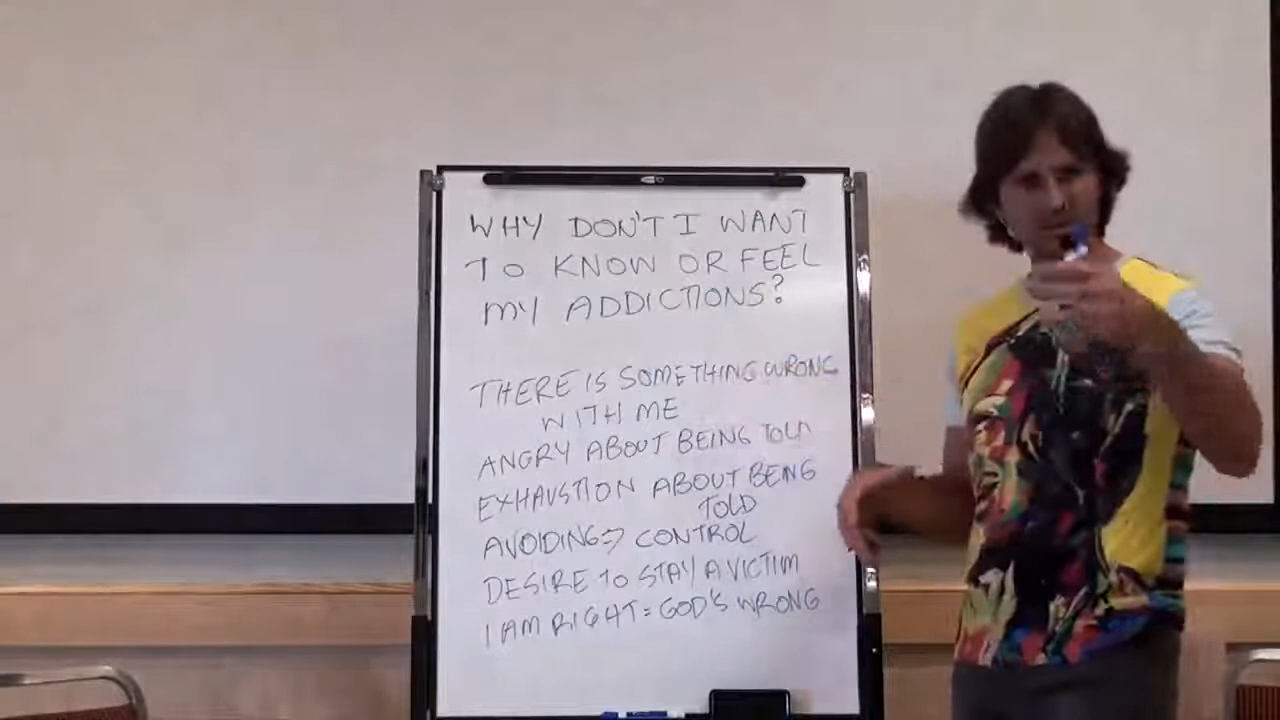 WHY DON'T I WANT
TO KNOW OR FEEL
MY ADDICTIONS?
THERE IS SOMETHING WRONG
WITH ME
ANGRY ABOUT BEING TOLD
EXHAUSTION ABOUT BEING
TOLD
AVOIDING => CONTROL
DESIRE TO STAY A VICTIM
I AM RIGHT = GOD'S WRONG